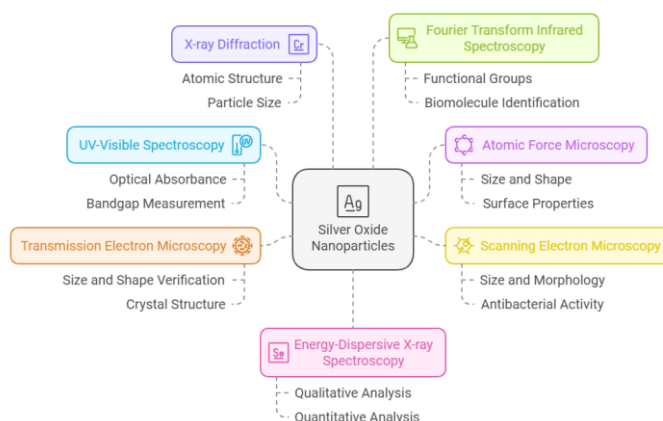 X-ray Diffraction
Cr
Atomic Structure
Particle Size
Fourier Transform Infrared
Spectroscopy
Functional Groups
Biomolecule Identification
UV-Visible Spectroscopy
UV
Optical Absorbance
Bandgap Measurement
Atomic Force Microscopy
Size and Shape
Surface Properties
Ag
Silver Oxide
Nanoparticles
Transmission Electron Microscopy
Size and Shape Verification
Crystal Structure
Scanning Electron Microscopy
Size and Morphology
Antibacterial Activity
Se
Energy-Dispersive X-ray
Spectroscopy
Qualitative Analysis
Quantitative Analysis